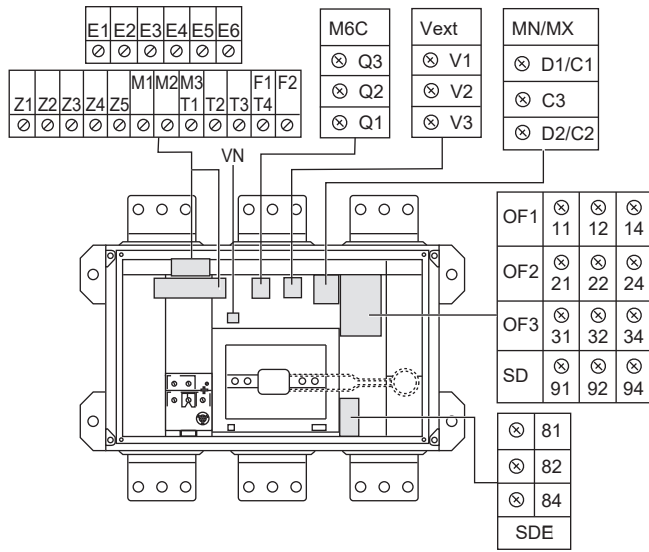 E1 E2 E3 E4 E5 E6
Z1 Z2 Z3 Z4 Z5 M1 M2 M3 T1 T2 T3 F1 T4 F2
VN
M6C
Q3
Q2
Q1
Vext
V1
V2
V3
MN/MX
D1/C1
C3
D2/C2
OF1 11 12 14
OF2 21 22 24
OF3 31 32 34
SD 91 92 94
81
82
84
SDE